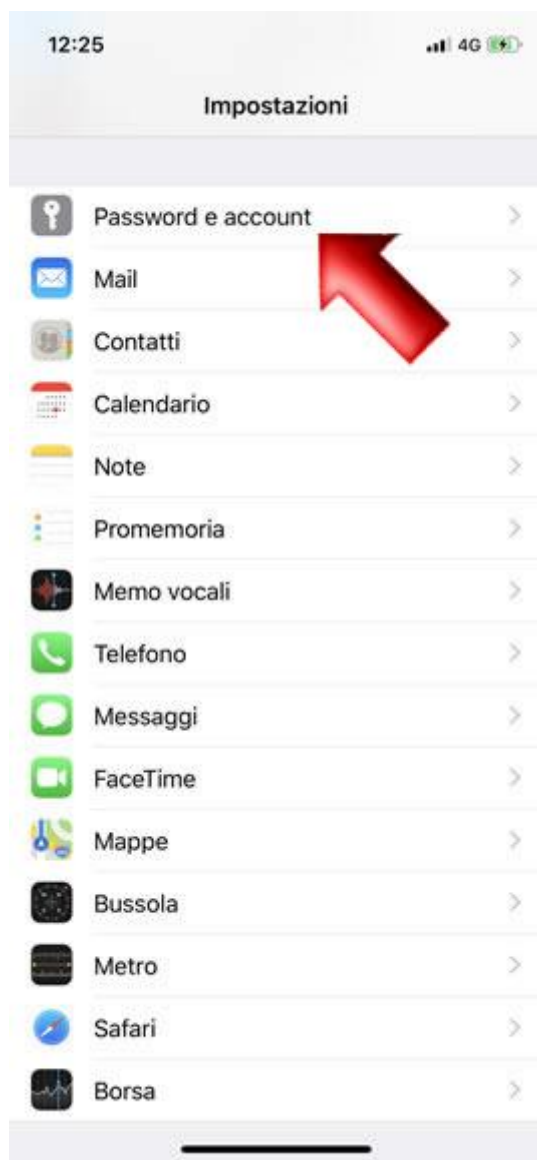 12:25
4G
Impostazioni
Password e account
Mail
Contatti
Calendario
Note
Promemoria
Memo vocali
Telefono
Messaggi
FaceTime
Mappe
Bussola
Metro
Safari
Borsa